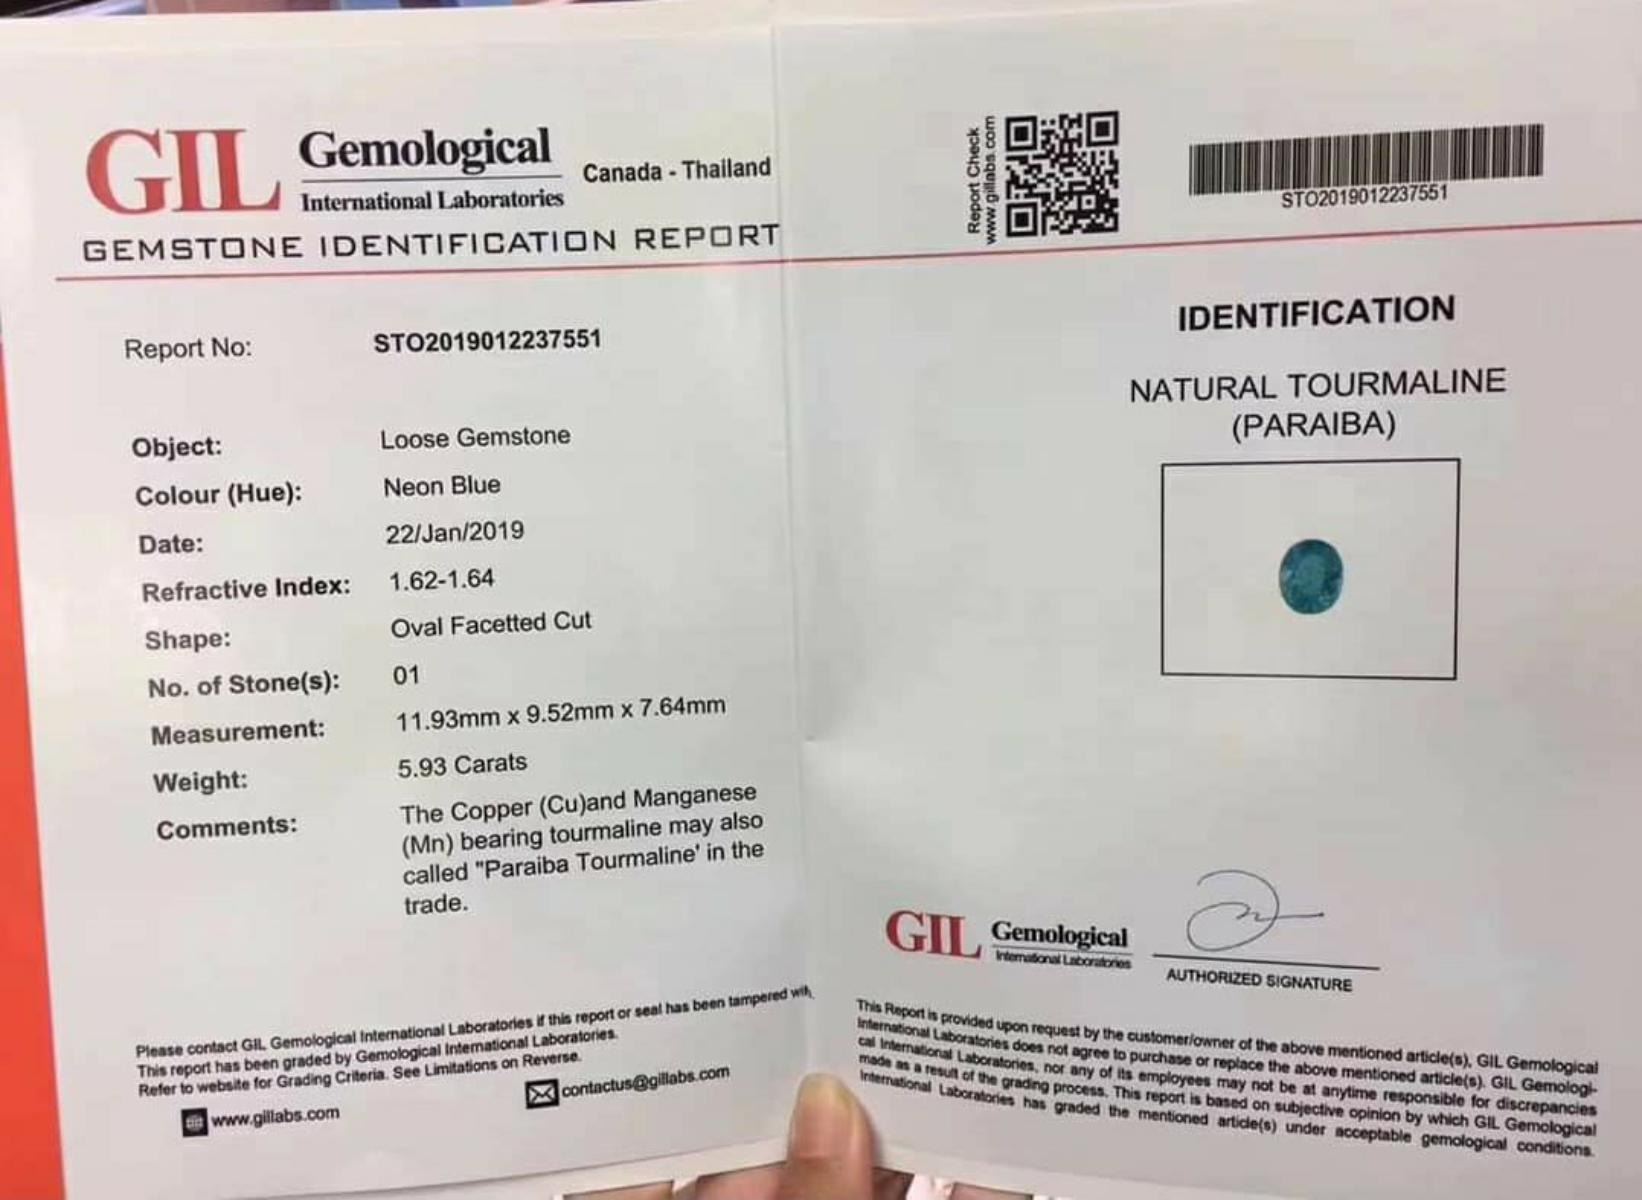 GIL Gemological
International Laboratories
Canada - Thailand
GEMSTONE IDENTIFICATION REPORT
Report No: STO2019012237551
Object: Loose Gemstone
Colour (Hue): Neon Blue
Date: 22/Jan/2019
Refractive Index: 1.62-1.64
Shape: Oval Facetted Cut
No. of Stone(s): 01
Measurement: 11.93mm x 9.52mm x 7.64mm
Weight: 5.93 Carats
Comments: The Copper (Cu)and Manganese
(Mn) bearing tourmaline may also
called "Paraiba Tourmaline' in the
trade.
Please contact GIL Gemological International Laboratories if this report or seal has been tampered with
This report has been graded by Gemological International Laboratories.
Refer to website for Grading Criteria. See Limitations on Reverse.
www.gillabs.com
contactus@gillabs.com
Report Check
www.gillabs.com
STO2019012237551
IDENTIFICATION
NATURAL TOURMALINE
(PARAIBA)
GIL Gemological
International Laboratories
AUTHORIZED SIGNATURE
This Report is provided upon request by the customer/owner of the above mentioned article(s), GIL Gemological
International Laboratories does not agree to purchase or replace the above mentioned article(s). GIL Gemologi-
cal International Laboratories, nor any of its employees may not be at anytime responsible for discrepancies
made as a result of the grading process. This report is based on subjective opinion by which GIL Gemological
International Laboratories has graded the mentioned article(s) under acceptable gemological conditions.